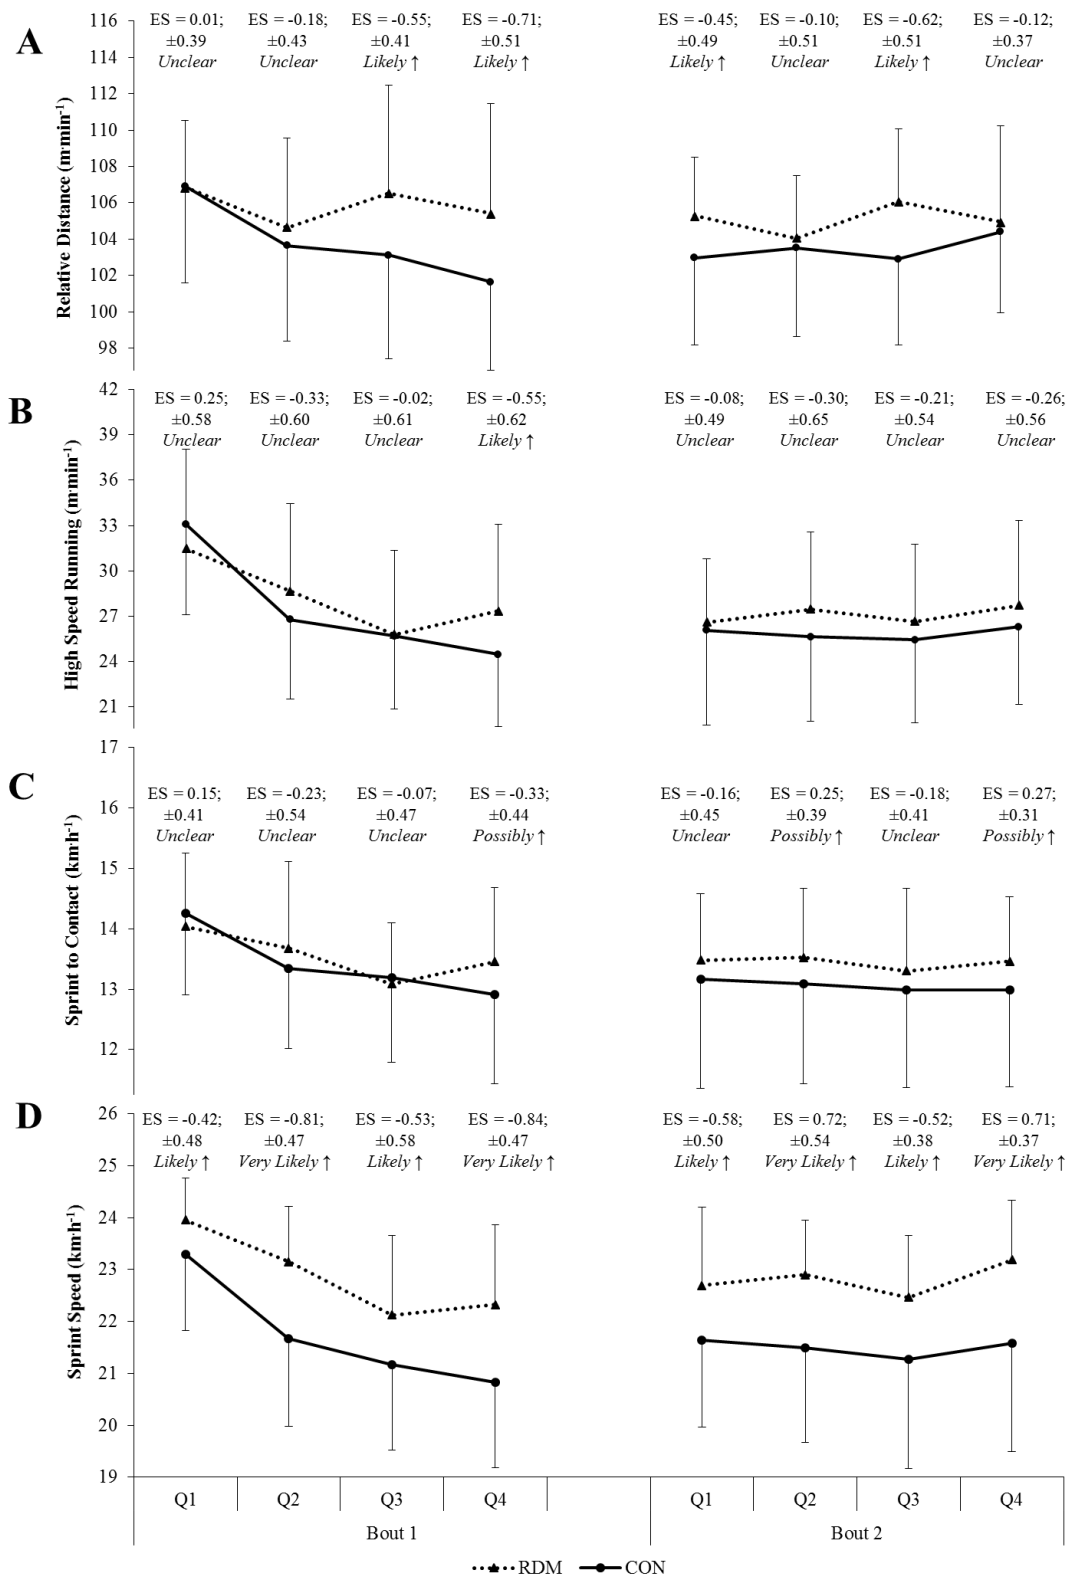 A
ES = 0.01; ES = -0.18; ES = -0.55; ES = -0.71; ES = -0.45; ES = -0.10; ES = -0.62; ES = -0.12;
±0.39 ±0.43 ±0.41 ±0.51 ±0.49 ±0.51 ±0.51 ±0.37
Unclear Unclear Likely ↑ Likely ↑ Likely ↑ Unclear Likely ↑ Unclear
Relative Distance (m·min-1)
116
114
112
110
108
106
104
102
100
98
B
ES = 0.25; ES = -0.33; ES = -0.02; ES = -0.55; ES = -0.08; ES = -0.30; ES = -0.21; ES = -0.26;
±0.58 ±0.60 ±0.61 ±0.62 ±0.49 ±0.65 ±0.54 ±0.56
Unclear Unclear Unclear Likely ↑ Unclear Unclear Unclear Unclear
High Speed Running (m·min-1)
42
39
36
33
30
27
24
21
C
ES = 0.15; ES = -0.23; ES = -0.07; ES = -0.33; ES = -0.16; ES = 0.25; ES = -0.18; ES = 0.27;
±0.41 ±0.54 ±0.47 ±0.44 ±0.45 ±0.39 ±0.41 ±0.31
Unclear Unclear Unclear Possibly ↑ Unclear Possibly ↑ Unclear Possibly ↑
Sprint to Contact (km·h-1)
17
16
15
14
13
12
D
ES = -0.42; ES = -0.81; ES = -0.53; ES = -0.84; ES = -0.58; ES = 0.72; ES = -0.52; ES = 0.71;
±0.48 ±0.47 ±0.58 ±0.47 ±0.50 ±0.54 ±0.38 ±0.37
Likely ↑ Very Likely ↑ Likely ↑ Very Likely ↑ Likely ↑ Very Likely ↑ Likely ↑ Very Likely ↑
Sprint Speed (km·h-1)
26
25
24
23
22
21
20
19
Q1 Q2 Q3 Q4 Q1 Q2 Q3 Q4
Bout 1 Bout 2
RDM CON